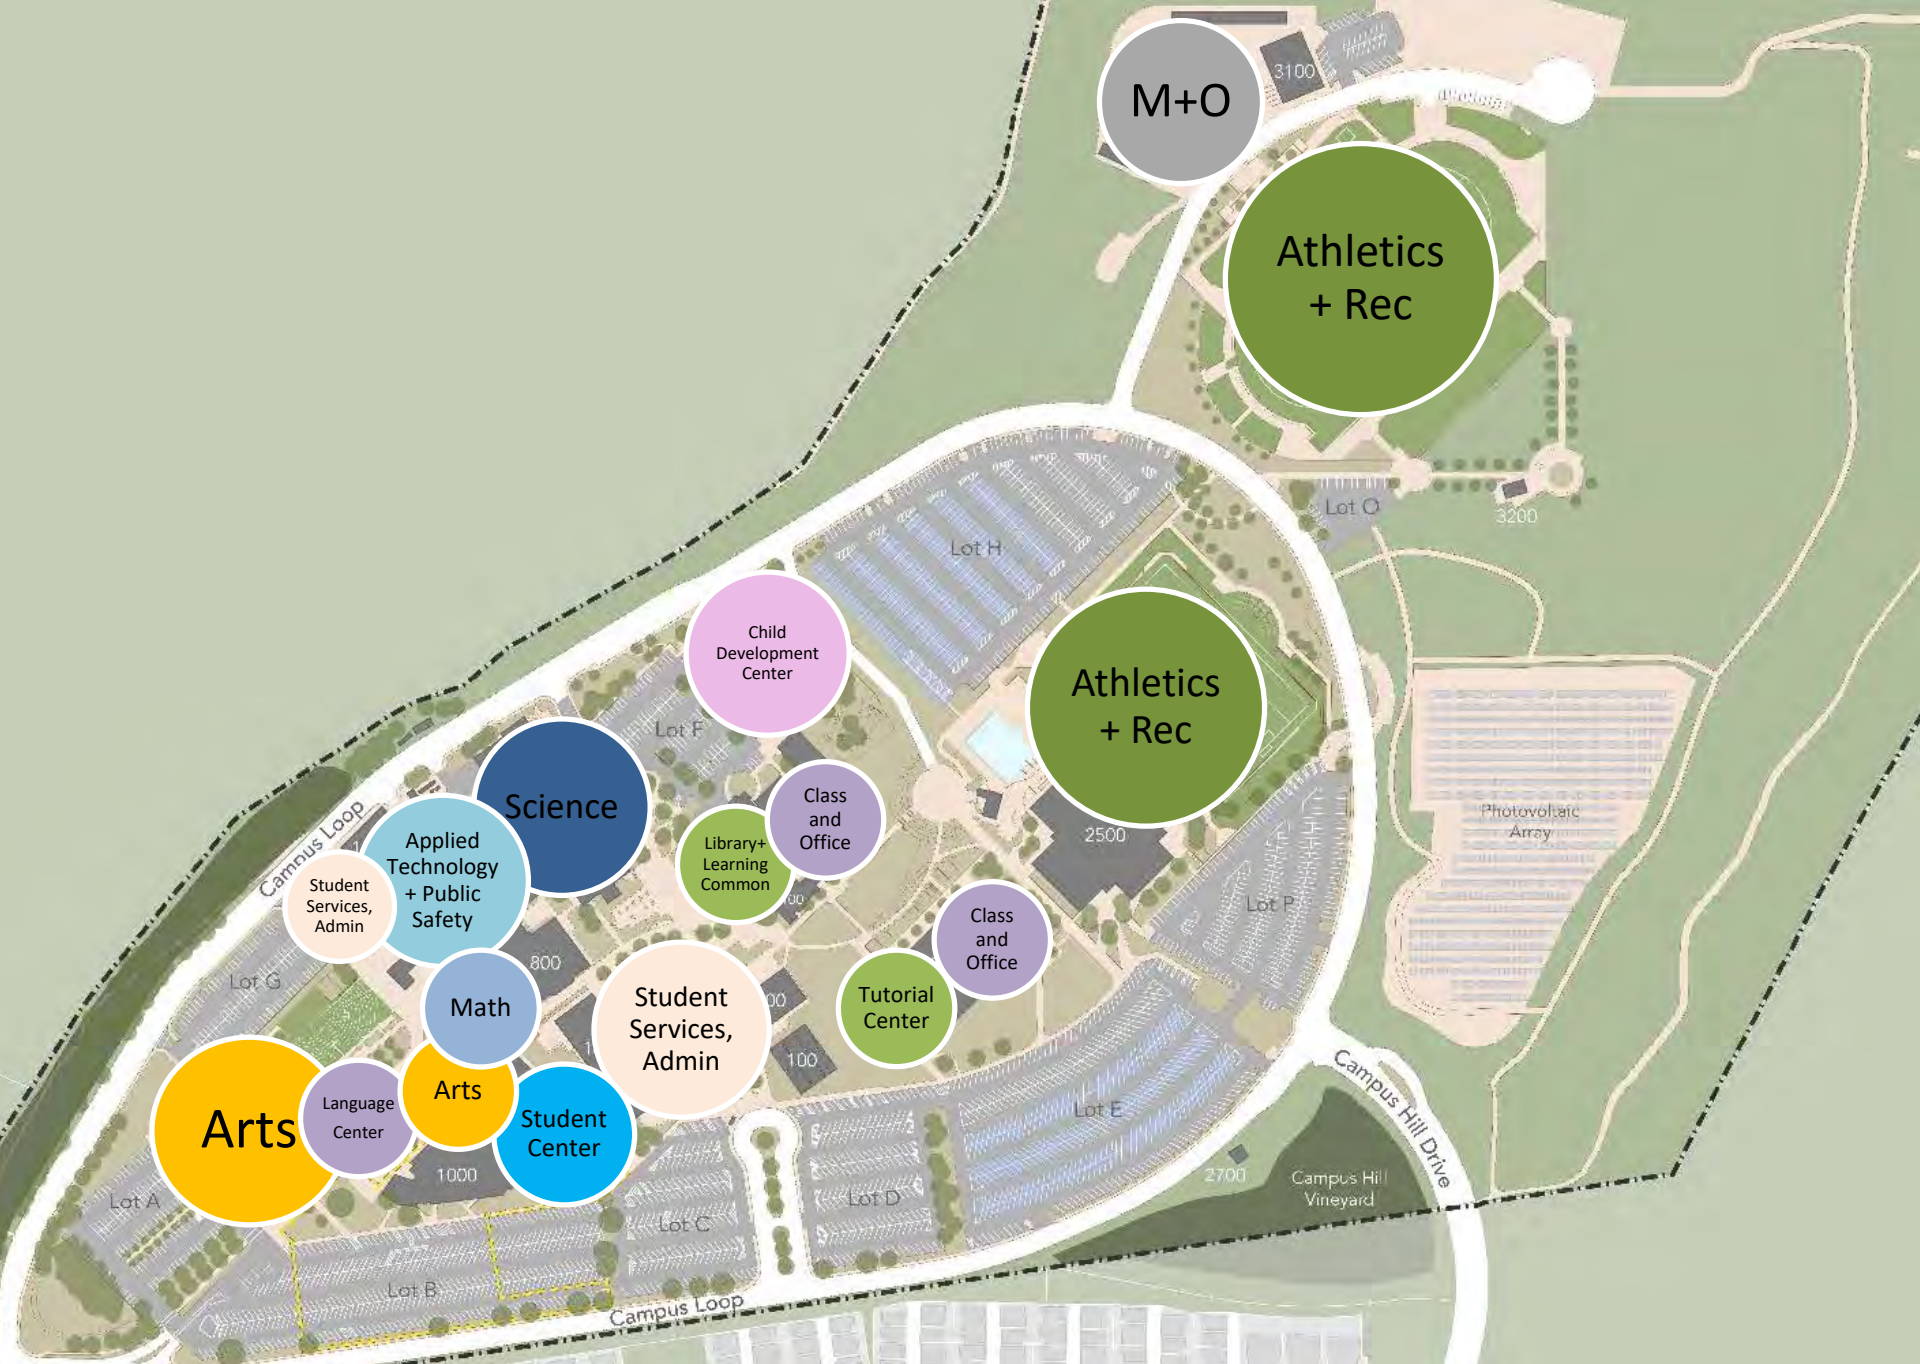 3100
M+O
Athletics
+ Rec
Lot O
3200
Lot H
Child
Development
Center
Athletics
+ Rec
Lot F
Science
Class
and
Office
Photovoltaic
Array
2500
Campus Loop
Applied
Technology
+ Public
Safety
Library+
Learning
Common
Student
Services,
Admin
Lot P
Class
and
Office
800
Lot G
Math
Student
Services,
Admin
Tutorial
Center
100
Campus Hill Drive
Arts
Language
Center
Arts
Student
Center
Lot E
1000
2700
Campus Hill
Vineyard
Lot A
Lot C
Lot D
Lot B
Campus Loop